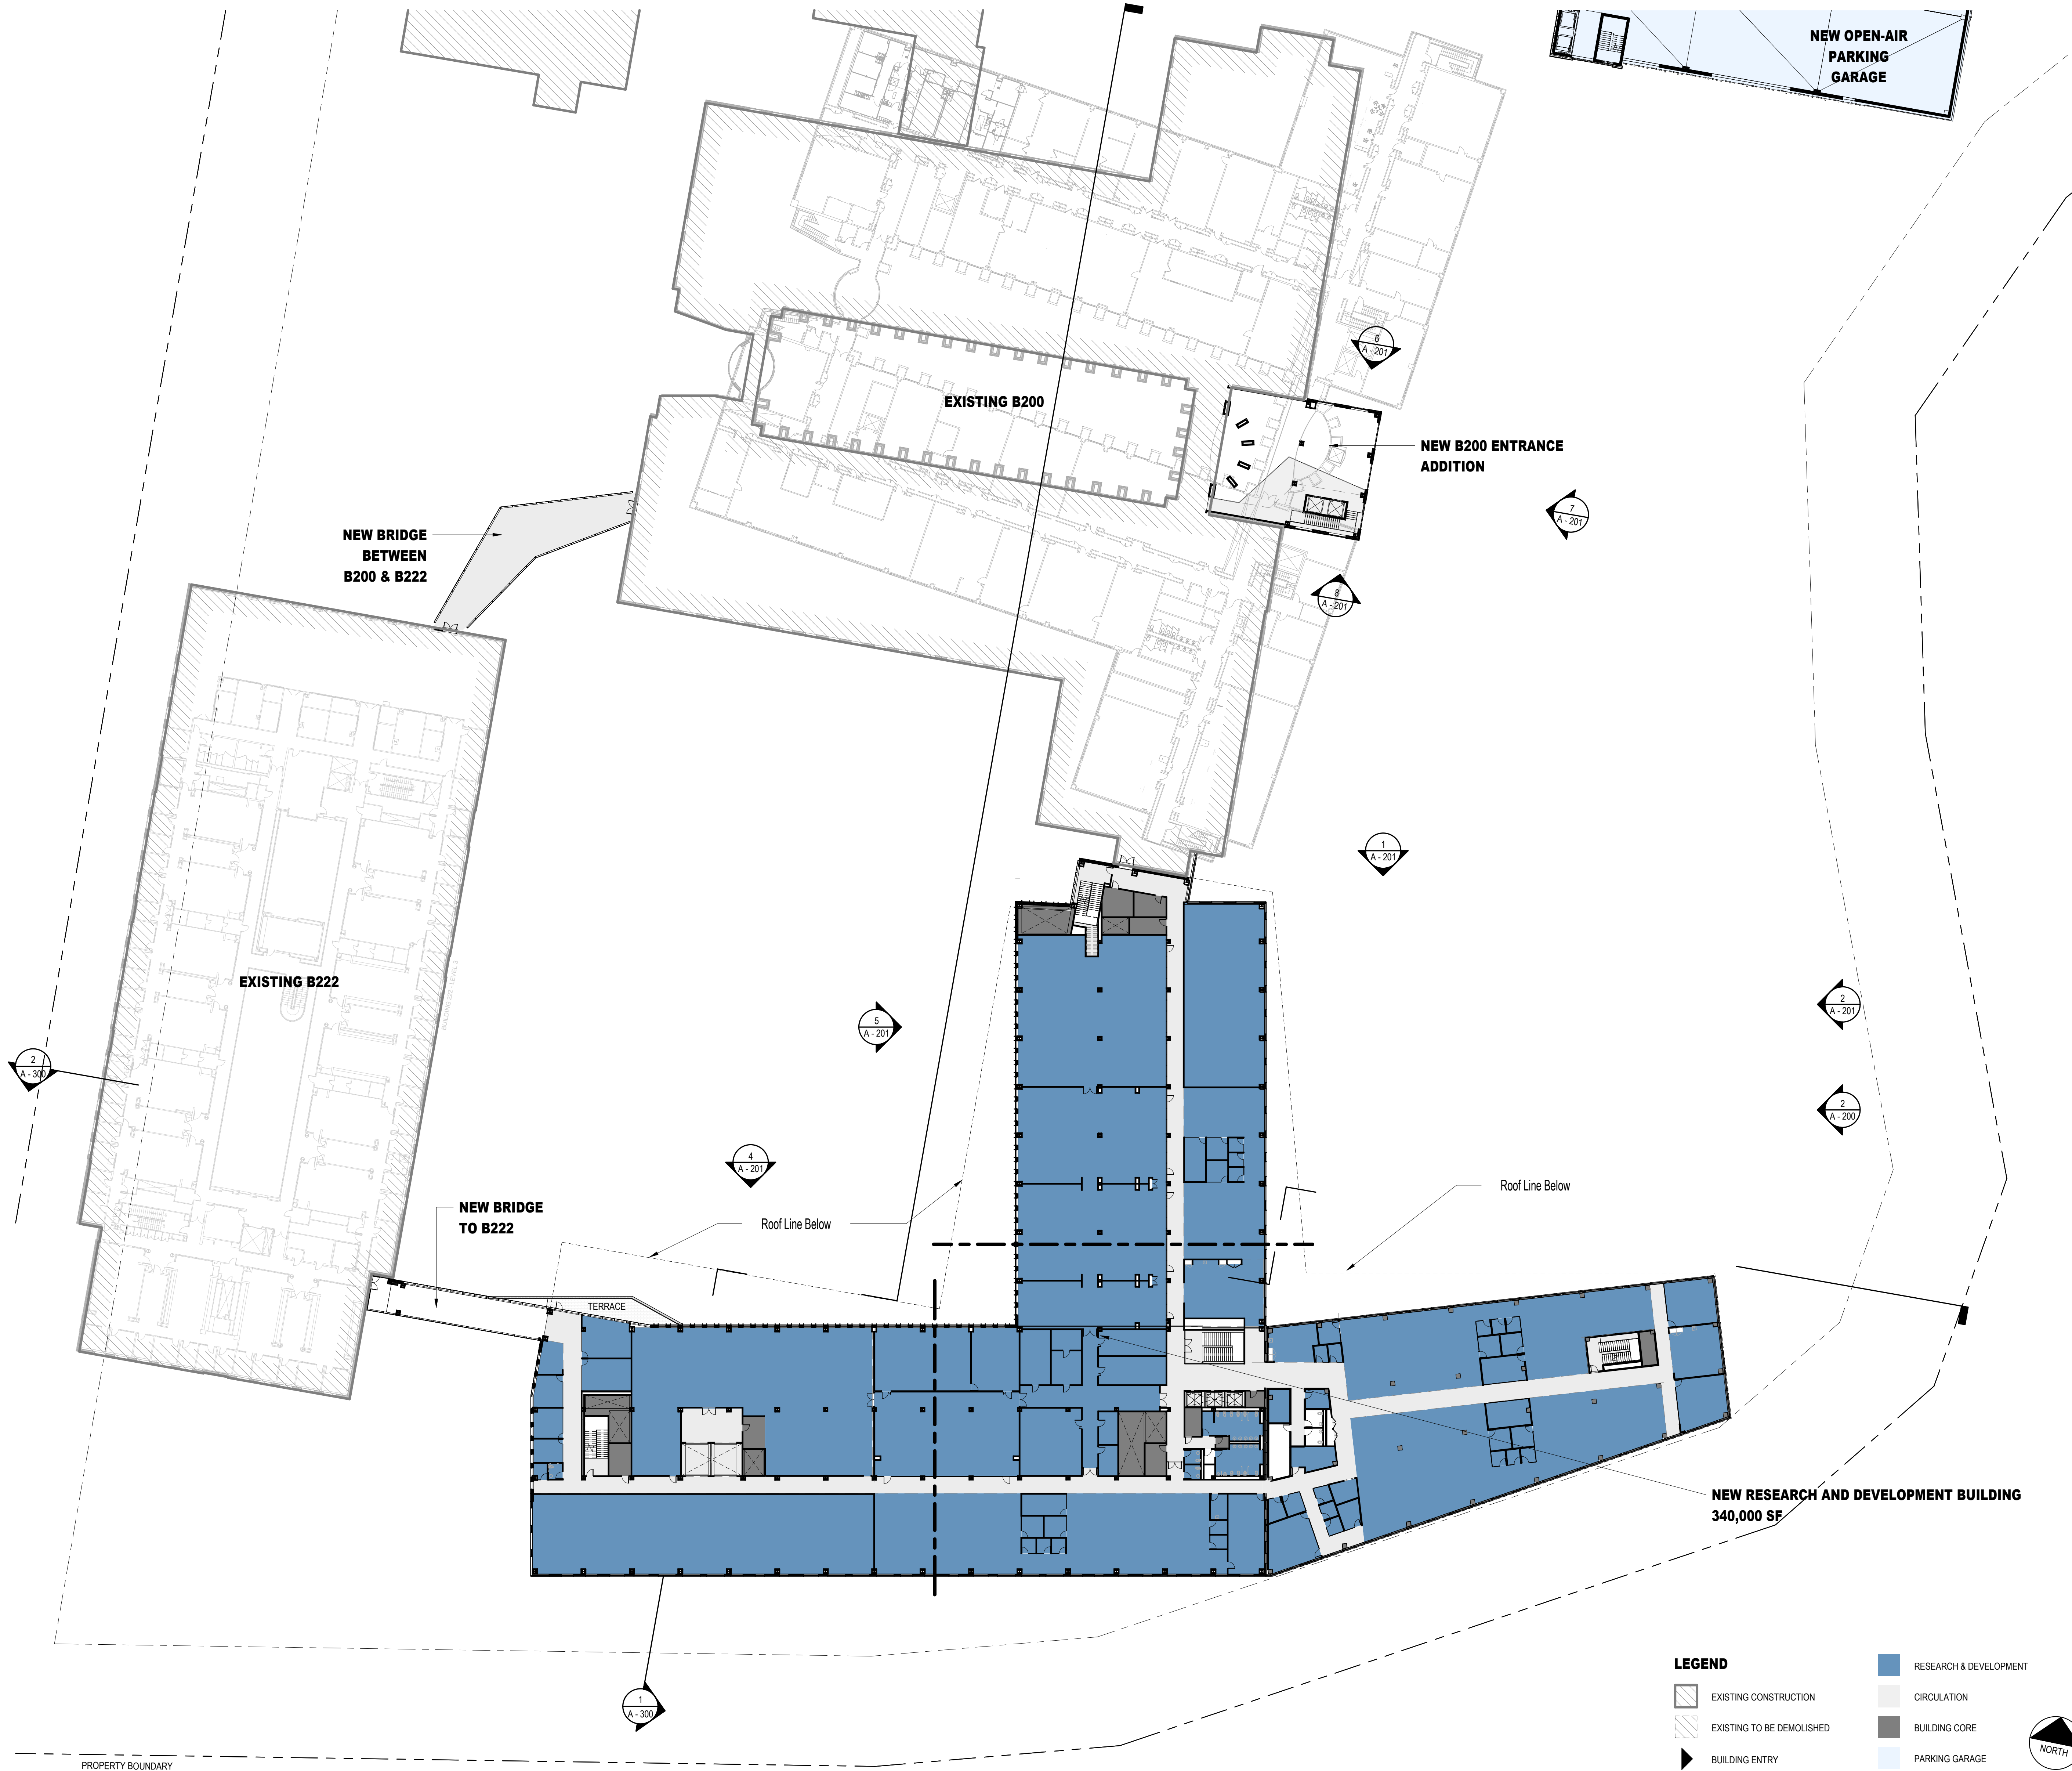 NEW OPEN-AIR
PARKING
GARAGE
6
A - 201
EXISTING B200
NEW B200 ENTRANCE
ADDITION
7
A - 201
NEW BRIDGE
BETWEEN
B200 & B222
8
A - 201
1
A - 201
EXISTING B222
2
A - 201
5
A - 201
2
A - 300
2
A - 200
4
A - 201
Roof Line Below
NEW BRIDGE
TO B222
Roof Line Below
TERRACE
NEW RESEARCH AND DEVELOPMENT BUILDING
340,000 SF
1
A - 300
LEGEND
EXISTING CONSTRUCTION
EXISTING TO BE DEMOLISHED
BUILDING ENTRY
RESEARCH & DEVELOPMENT
CIRCULATION
BUILDING CORE
PARKING GARAGE
NORTH
PROPERTY BOUNDARY